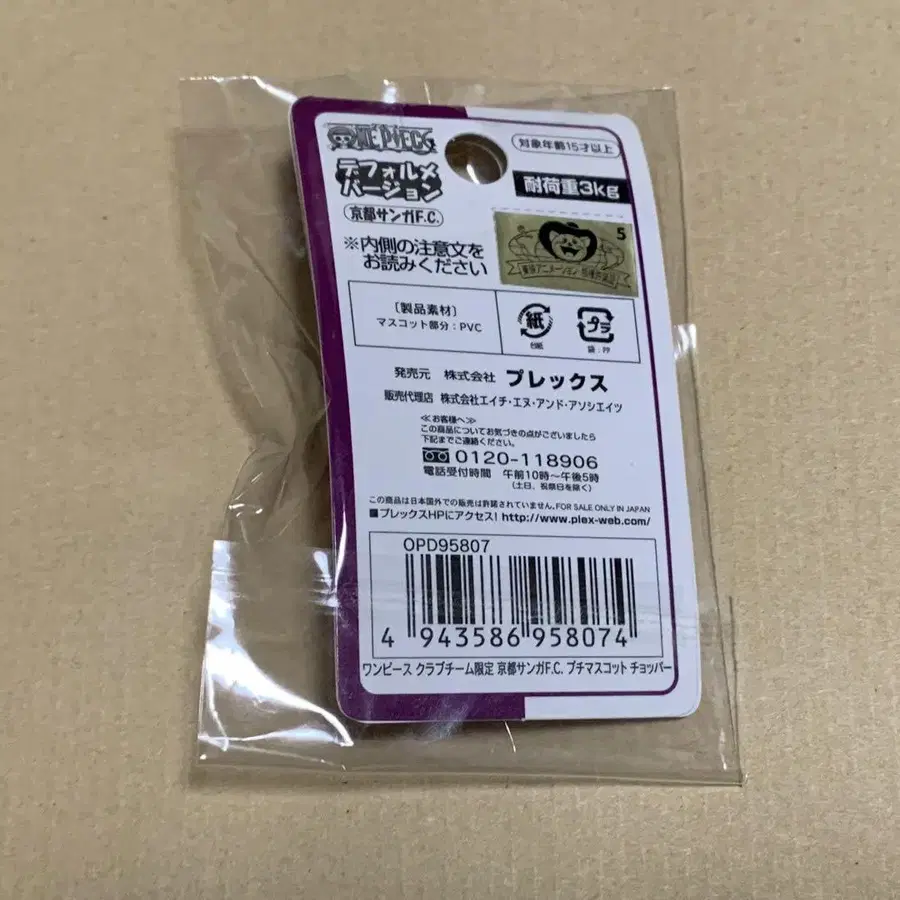 ONE PIECE
デフォルメ
バージョン
京都サンガF.C.
対象年齢15才以上
耐荷重3kg
5
※内側の注意文を
お読みください
〔製品素材〕
マスコット部分：PVC
紙
台紙
プラ
袋：PP
発売元 株式会社 プレックス
販売代理店 株式会社エイチ・エヌ・アンド・アソシエイツ
≪お客様へ≫
この商品についてお気づきの点がございましたら
下記までご連絡ください。
0120-118906
電話受付時間 午前10時～午後5時
(土日、祝祭日を除く)
この商品は日本国外での販売は許諾されていません。FOR SALE ONLY IN JAPAN
■プレックスHPにアクセス! http://www.plex-web.com/
OPD95807
4 943586 958074
ワンピース クラブチーム限定 京都サンガF.C. プチマスコット チョッパー